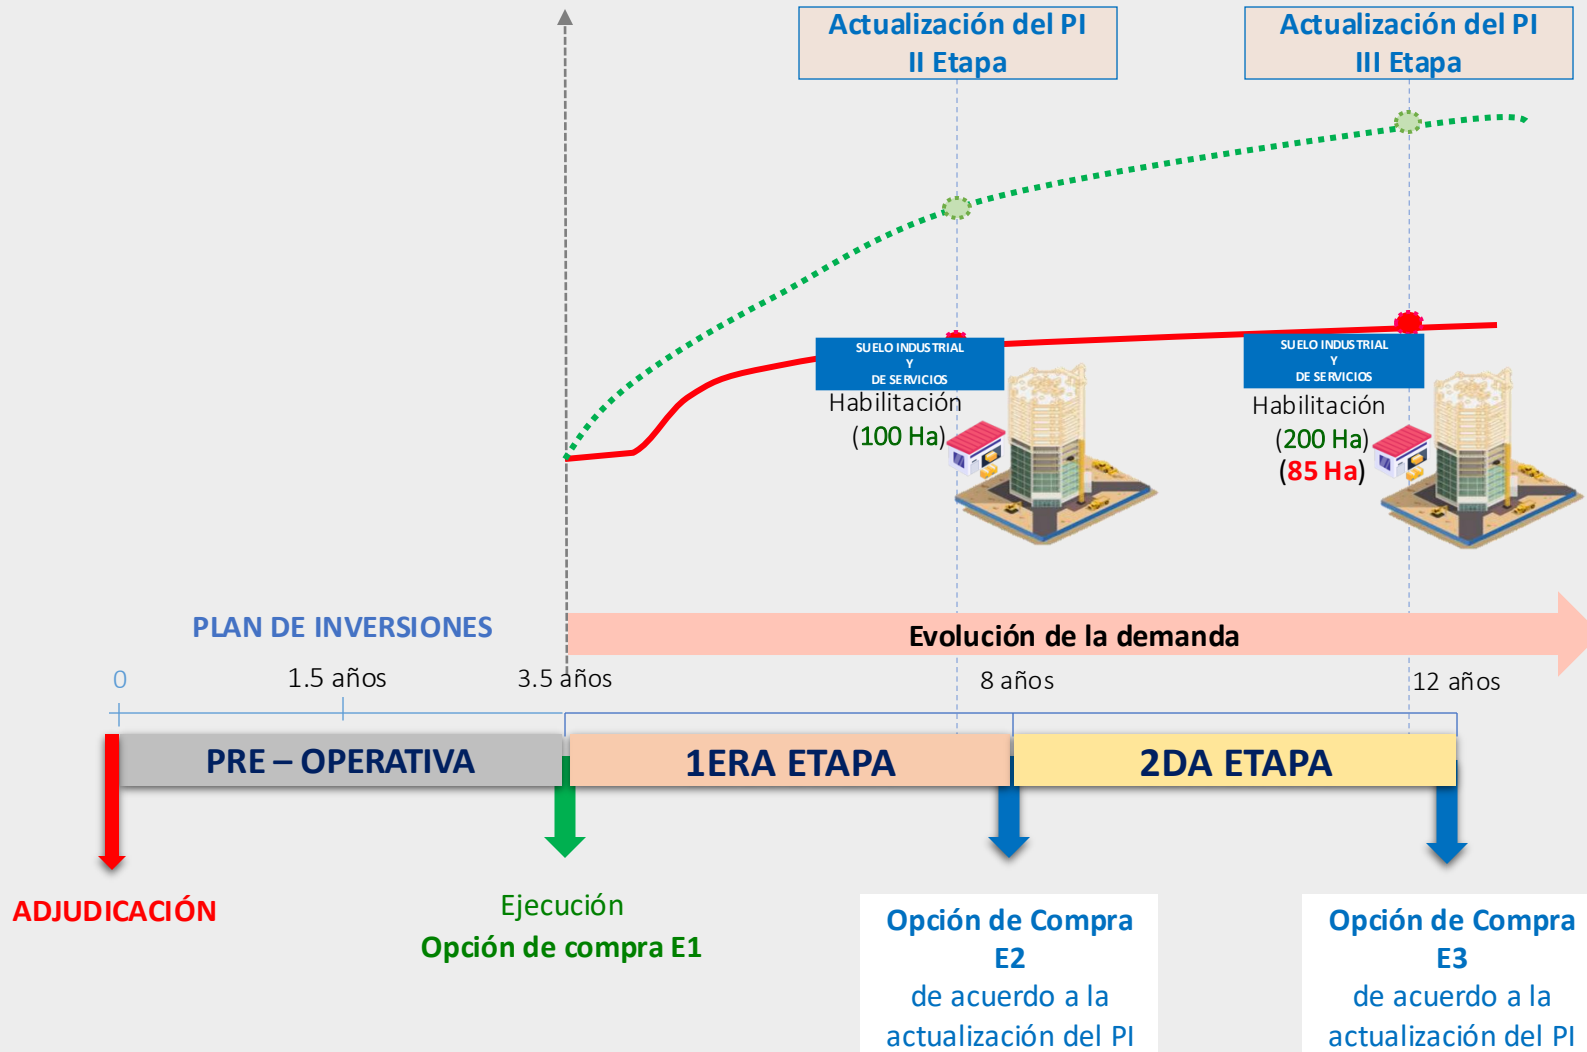 Actualización del PI
II Etapa
Actualización del PI
III Etapa
SUELO INDUSTRIAL
Y
DE SERVICIOS
Habilitación
(100 Ha)
SUELO INDUSTRIAL
Y
DE SERVICIOS
Habilitación
(200 Ha)
(85 Ha)
PLAN DE INVERSIONES
Evolución de la demanda
0
1.5 años
3.5 años
8 años
12 años
PRE – OPERATIVA
1ERA ETAPA
2DA ETAPA
ADJUDICACIÓN
Ejecución
Opción de compra E1
Opción de Compra
E2
de acuerdo a la
actualización del PI
Opción de Compra
E3
de acuerdo a la
actualización del PI